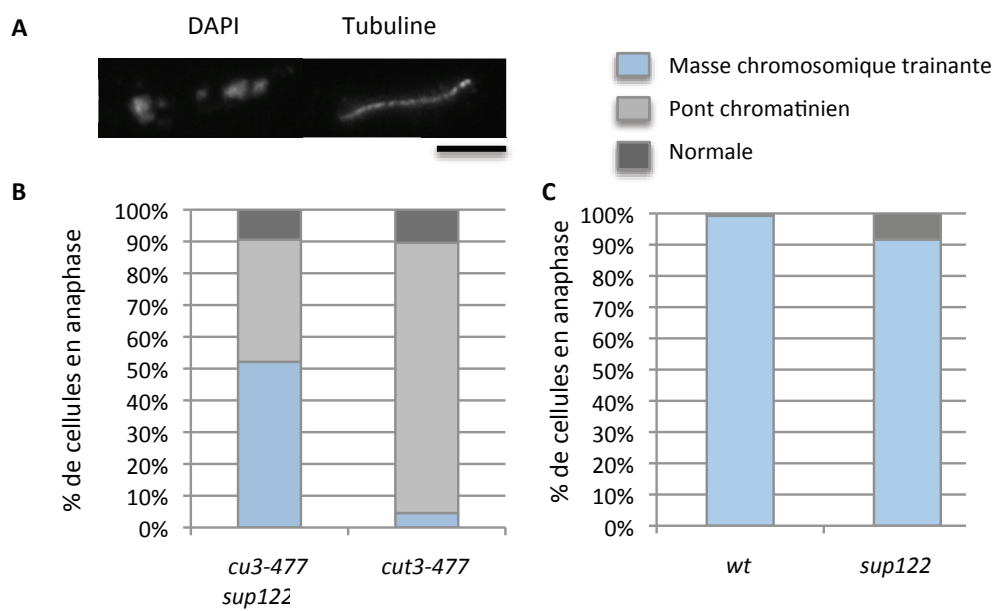 A
DAPI Tubuline
Masse chromosomique trainante
Pont chromatinien
Normale
B
% de cellules en anaphase
100%
90%
80%
70%
60%
50%
40%
30%
20%
10%
0%
cu3-477 cut3-477
sup122
C
% de cellules en anaphase
100%
90%
80%
70%
60%
50%
40%
30%
20%
10%
0%
wt sup122